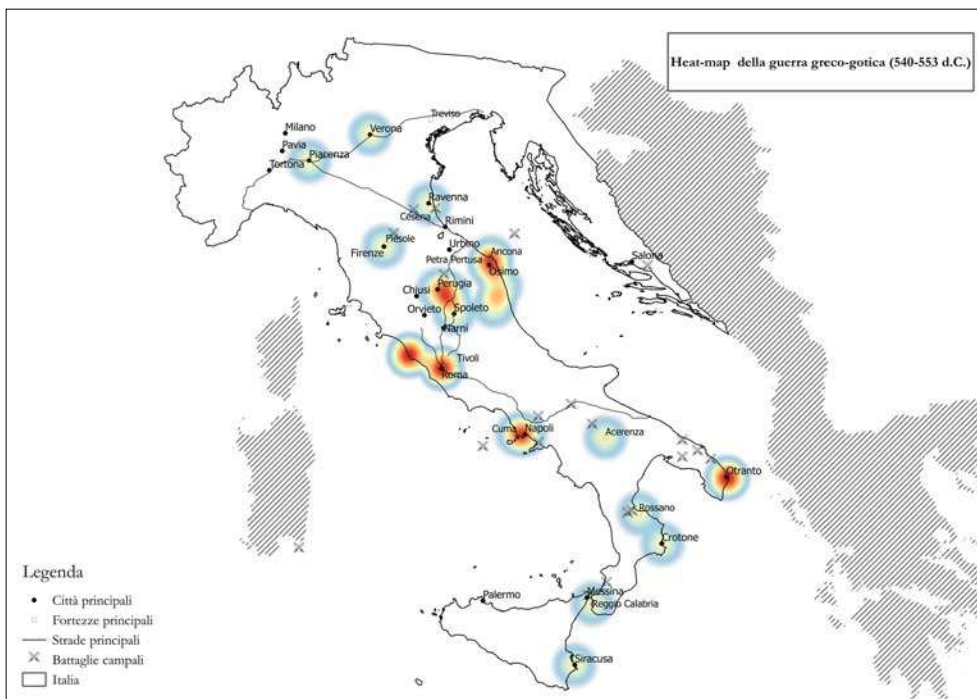 Heat-map della guerra greco-gotica (540-553 d.C.)
Treviso
Milano
Verona
Pavia
Piacenza
Tortona
Ravenna
Cesena
Rimini
Fiesole
Urbino
Firenze
Ancona
Petra Pertusa
Salona
Osimo
Perugia
Chiusi
Orvieto
Spoleto
Narni
Tivoli
Roma
Cuma
Napoli
Acerenza
Otranto
Rossano
Crotone
Messina
Palermo
Reggio Calabria
Siracusa
Legenda
Città principali
Fortezze principali
Strade principali
Battaglie campali
Italia